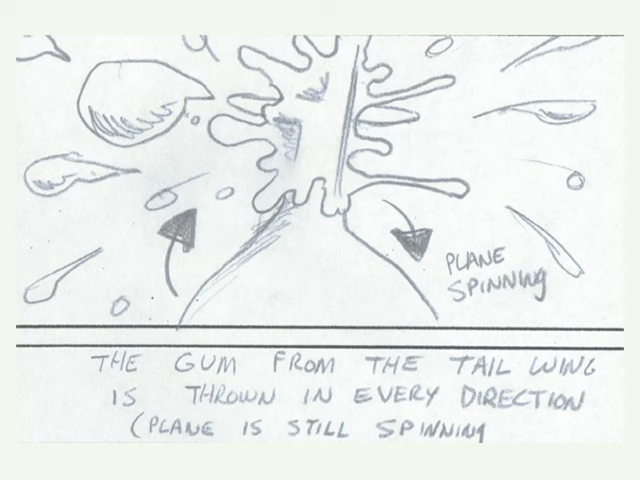 PLANE
SPINNING
THE GUM FROM THE TAIL WING
IS THROWN IN EVERY DIRECTION
(PLANE IS STILL SPINNING